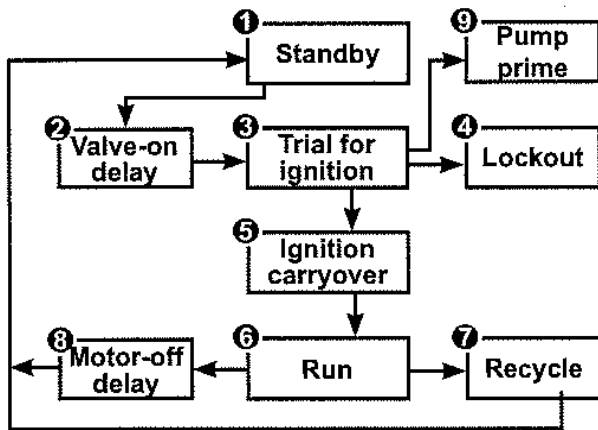 1
Standby
9
Pump
prime
2
Valve-on
delay
3
Trial for
ignition
4
Lockout
5
Ignition
carryover
8
Motor-off
delay
6
Run
7
Recycle